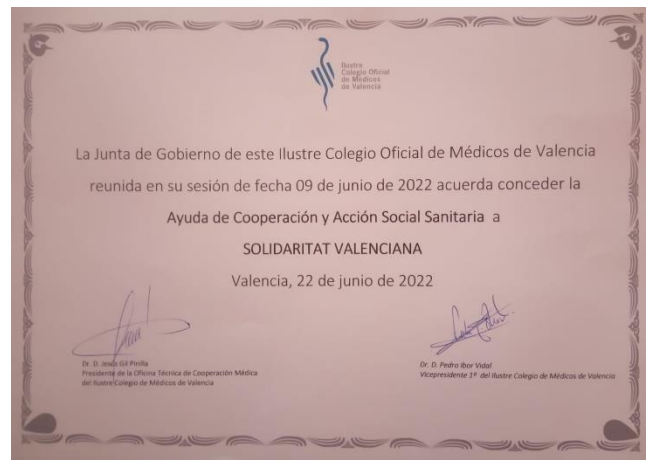 Ilustre
Colegio Oficial
de Médicos
de Valencia
La Junta de Gobierno de este Ilustre Colegio Oficial de Médicos de Valencia
reunida en su sesión de fecha 09 de junio de 2022 acuerda conceder la
Ayuda de Cooperación y Acción Social Sanitaria a
SOLIDARITAT VALENCIANA
Valencia, 22 de junio de 2022
Dr. D. Jesús Gil Pinilla
Presidente de la Oficina Técnica de Cooperación Médica
del Ilustre Colegio de Médicos de Valencia
Dr. D. Pedro Ibor Vidal
Vicepresidente 1º del Ilustre Colegio de Médicos de Valencia